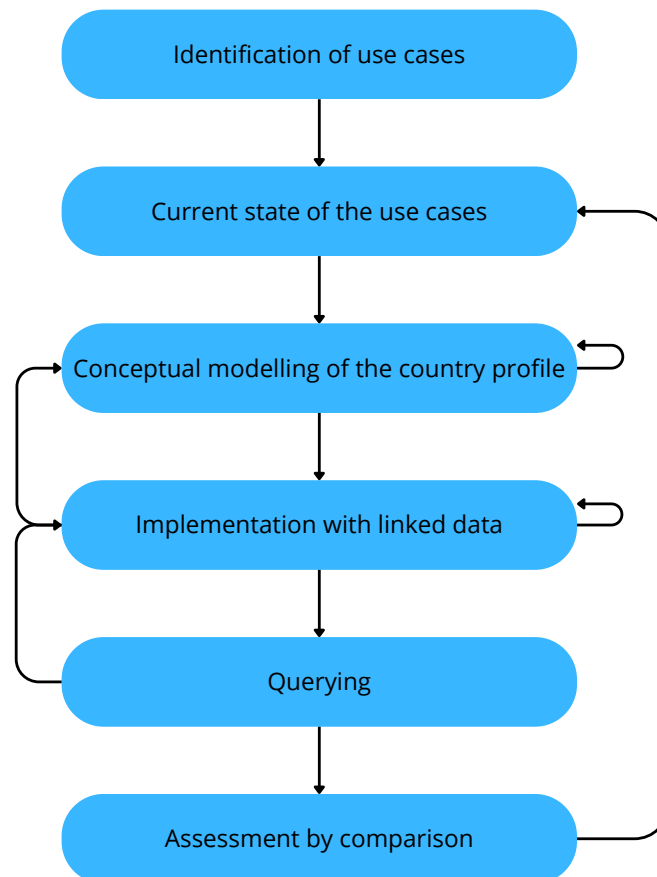 Identification of use cases
Current state of the use cases
Conceptual modelling of the country profile
Implementation with linked data
Querying
Assessment by comparison